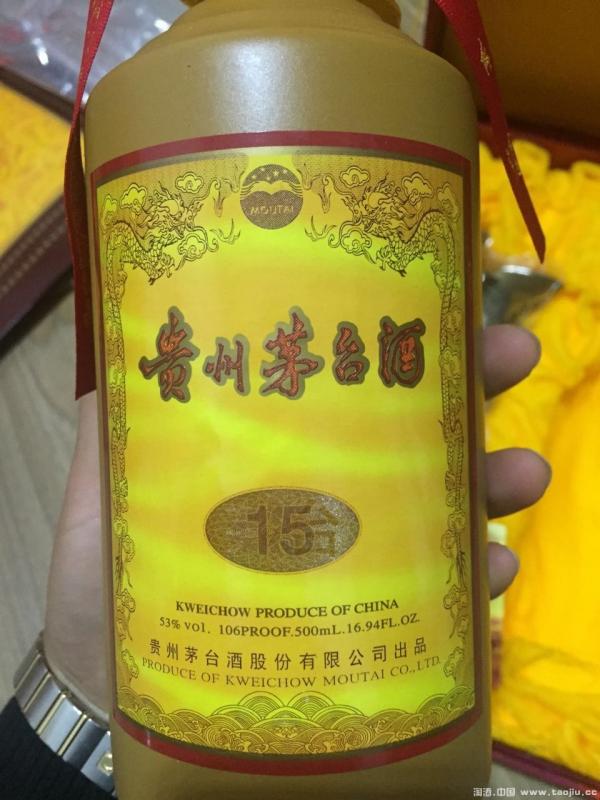 MOUTAI
贵州茅台酒
15
KWEICHOW PRODUCE OF CHINA
53% vol. 106PROOF.500mL.16.94FL.OZ.
贵州茅台酒股份有限公司出品
PRODUCE OF KWEICHOW MOUTAI CO.,LTD.
淘酒.中国 www.taojiu.cc